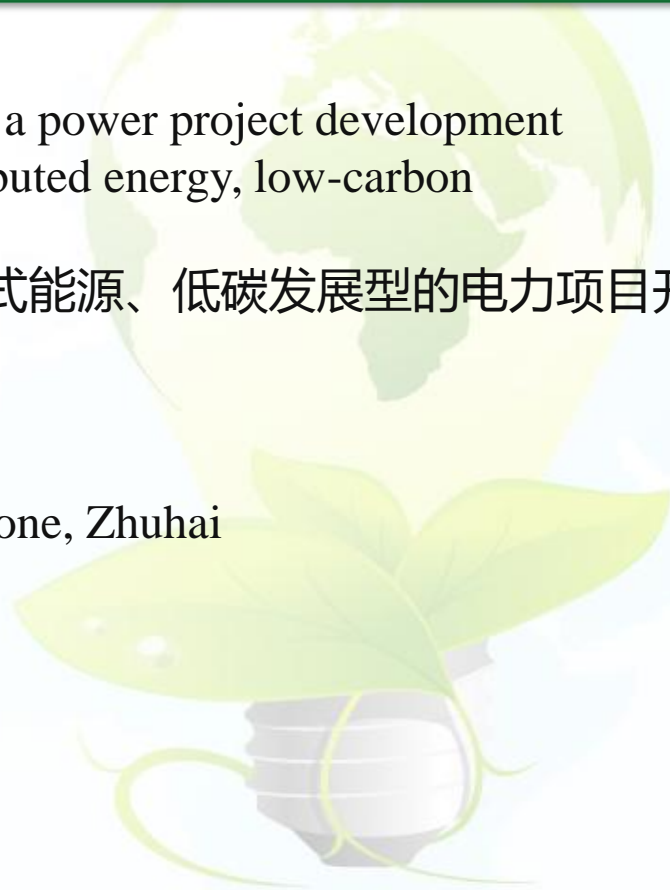 a power project development
buted energy, low-carbon
式能源、低碳发展型的电力项目开
one, Zhuhai